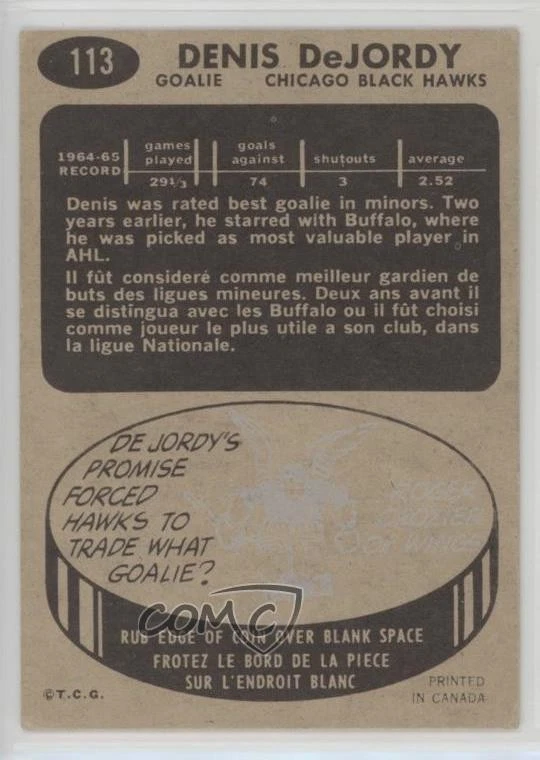 113
DENIS DeJORDY
GOALIE CHICAGO BLACK HAWKS
1964-65 RECORD games played goals against shutouts average
29 1/3 74 3 2.52
Denis was rated best goalie in minors. Two
years earlier, he starred with Buffalo, where
he was picked as most valuable player in
AHL.
Il fût consideré comme meilleur gardien de
buts des ligues mineures. Deux ans avant il
se distingua avec les Buffalo ou il fût choisi
comme joueur le plus utile a son club, dans
la ligue Nationale.
DE JORDY'S
PROMISE
FORCED
HAWKS TO
TRADE WHAT
GOALIE?
COMC
RUB EDGE OF COIN OVER BLANK SPACE
FROTEZ LE BORD DE LA PIECE
SUR L'ENDROIT BLANC
©T.C.G.
PRINTED
IN CANADA